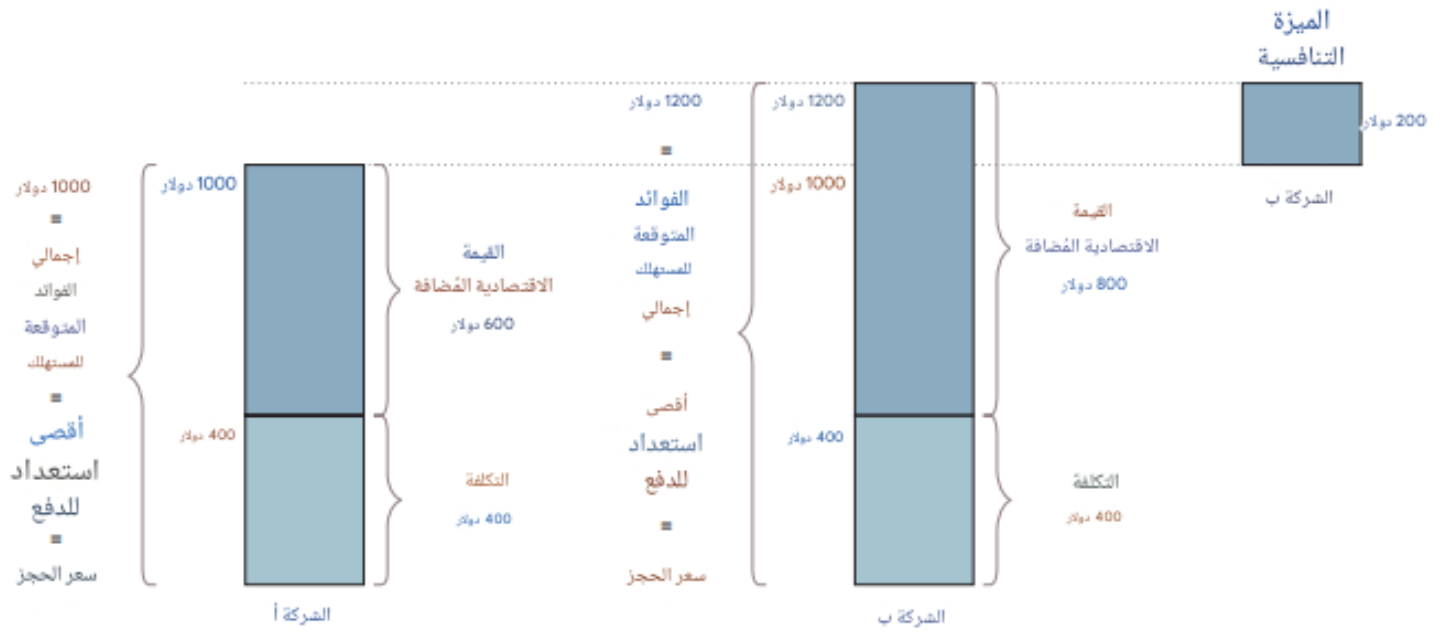 الميزة
التنافسية
200 دولار
الشركة ب
1200 دولار
=
الفوائد
المتوقعة
للمستهلك
إجمالي
=
أقصى
استعداد
للدفع
=
سعر الحجز
1200 دولار
1000 دولار
400 دولار
القيمة
الاقتصادية المُضافة
800 دولار
التكلفة
400 دولار
الشركة ب
1000 دولار
=
إجمالي
الفوائد
المتوقعة
للمستهلك
=
أقصى
استعداد
للدفع
=
سعر الحجز
1000 دولار
400 دولار
القيمة
الاقتصادية المُضافة
600 دولار
التكلفة
400 دولار
الشركة أ